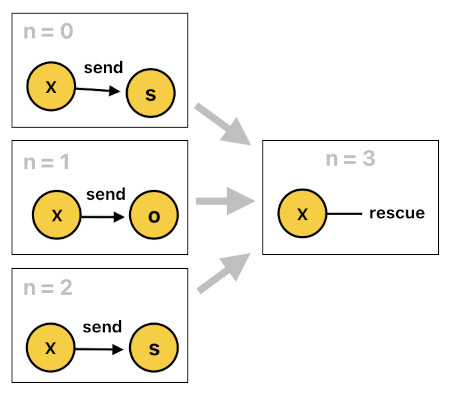 n = 0
send
X
s
n = 1
send
X
o
n = 2
send
X
s
n = 3
X
rescue